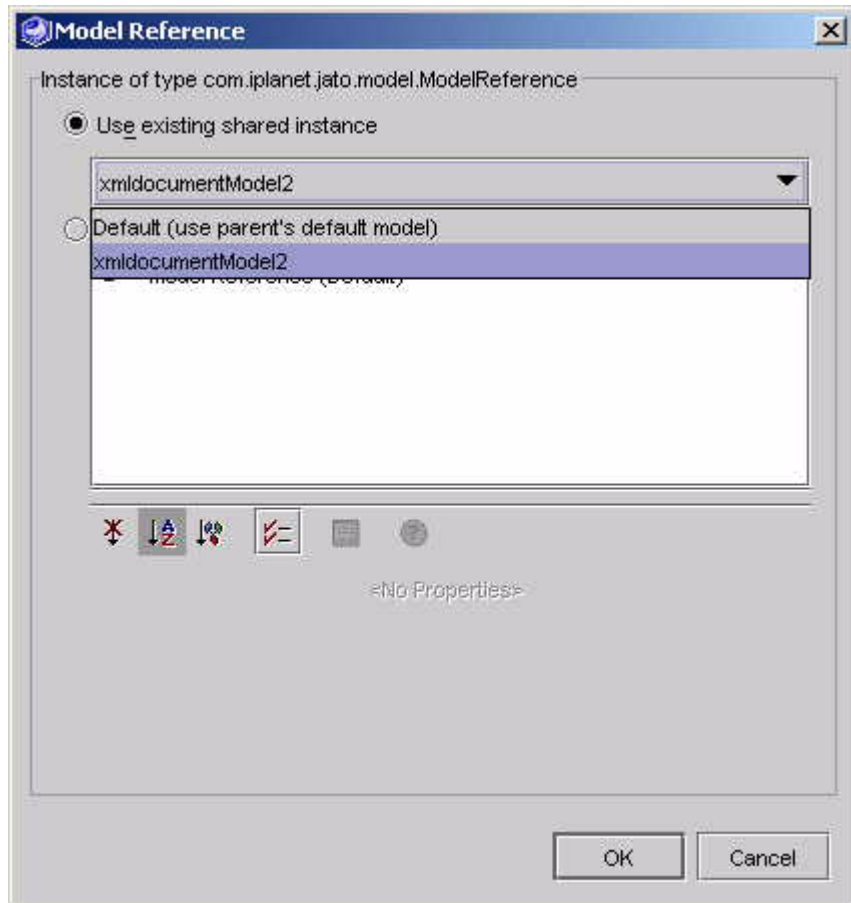 Model Reference
Instance of type com.iplanet.jato.model.ModelReference
Use existing shared instance
xmldocumentModel2
Default (use parent's default model)
xmldocumentModel2
<No Properties>
OK
Cancel